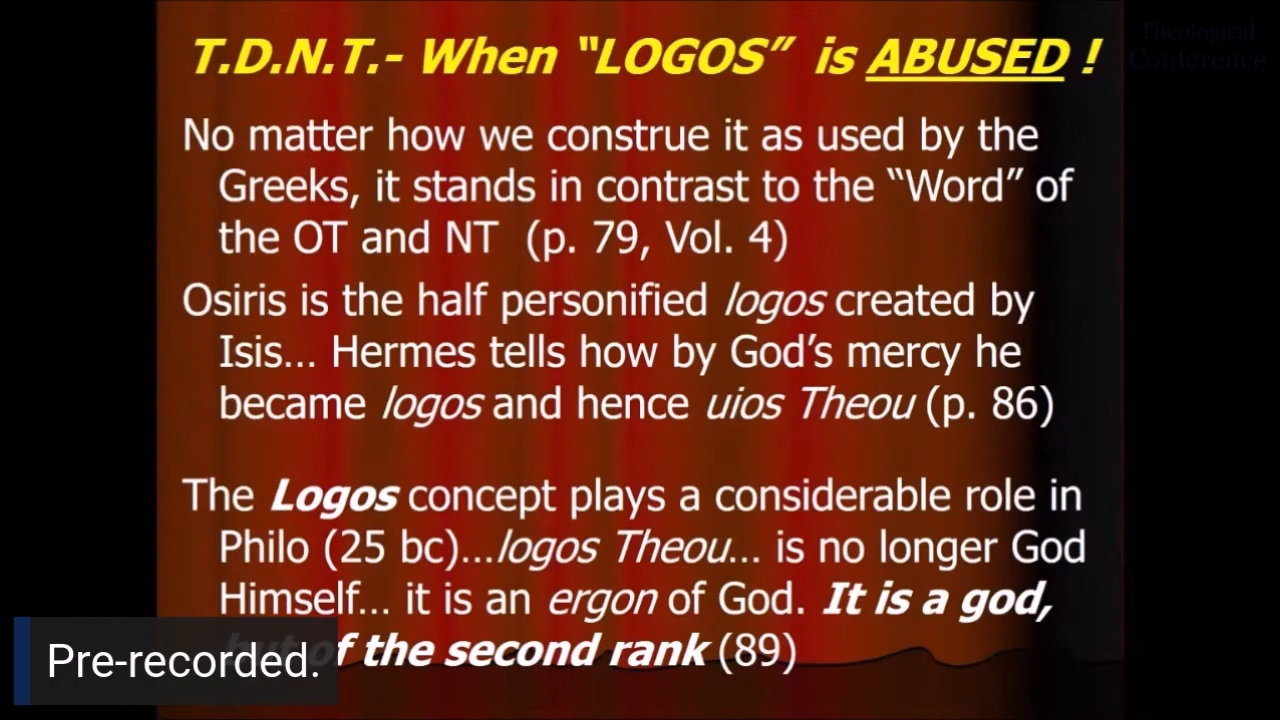 T.D.N.T.- When “LOGOS” is ABUSED !
Theological
Conference
No matter how we construe it as used by the
Greeks, it stands in contrast to the “Word” of
the OT and NT (p. 79, Vol. 4)
Osiris is the half personified logos created by
Isis… Hermes tells how by God’s mercy he
became logos and hence uios Theou (p. 86)
The Logos concept plays a considerable role in
Philo (25 bc)…logos Theou… is no longer God
Himself… it is an ergon of God. It is a god,
but of the second rank (89)
Pre-recorded.